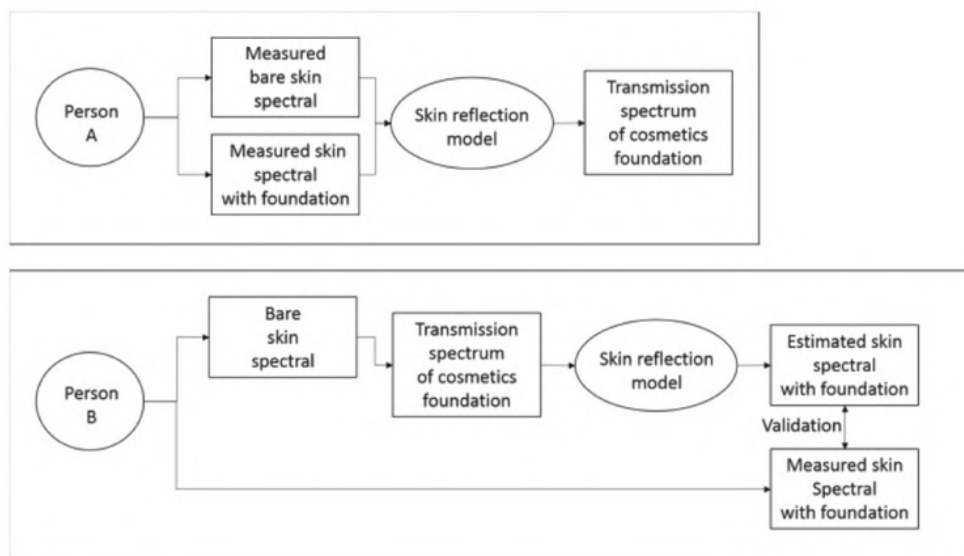 Person
A
Measured
bare skin
spectral
Measured skin
spectral
with foundation
Skin reflection
model
Transmission
spectrum
of cosmetics
foundation
Person
B
Bare
skin
spectral
Transmission
spectrum
of cosmetics
foundation
Skin reflection
model
Estimated skin
spectral
with foundation
Validation
Measured skin
Spectral
with foundation